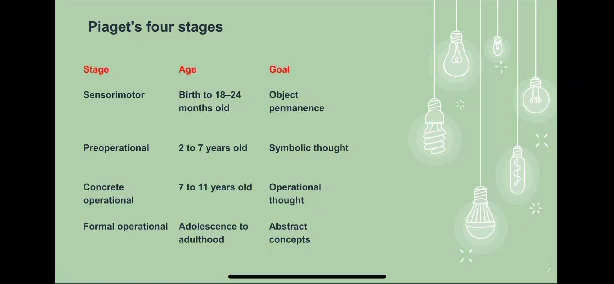 Piaget's four stages
Stage Age Goal
Sensorimotor Birth to 18–24 Object
months old permanence
Preoperational 2 to 7 years old Symbolic thought
Concrete 7 to 11 years old Operational
operational thought
Formal operational Adolescence to Abstract
adulthood concepts